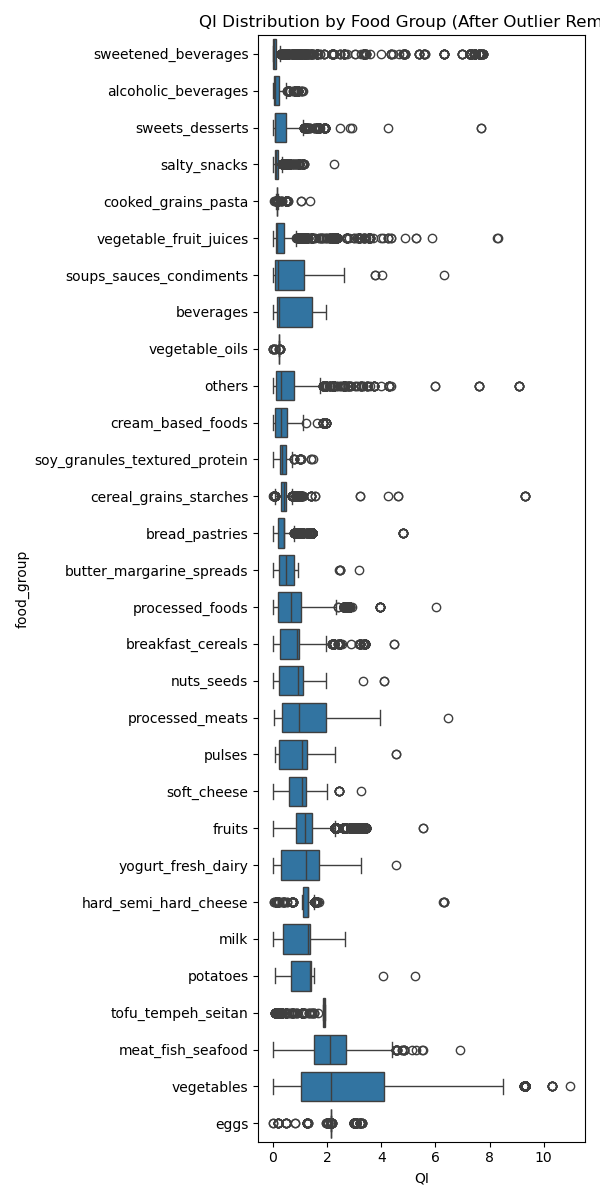 QI Distribution by Food Group (After Outlier Rem
sweetened_beverages
alcoholic_beverages
sweets_desserts
salty_snacks
cooked_grains_pasta
vegetable_fruit_juices
soups_sauces_condiments
beverages
vegetable_oils
others
cream_based_foods
soy_granules_textured_protein
cereal_grains_starches
bread_pastries
butter_margarine_spreads
processed_foods
breakfast_cereals
nuts_seeds
processed_meats
pulses
soft_cheese
fruits
yogurt_fresh_dairy
hard_semi_hard_cheese
milk
potatoes
tofu_tempeh_seitan
meat_fish_seafood
vegetables
eggs
food_group
0 2 4 6 8 10
QI